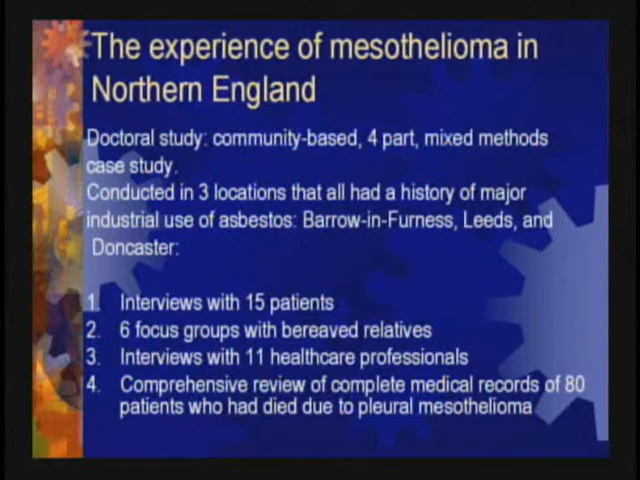 The experience of mesothelioma in
Northern England
Doctoral study: community-based, 4 part, mixed methods
case study.
Conducted in 3 locations that all had a history of major
industrial use of asbestos: Barrow-in-Furness, Leeds, and
Doncaster:
1. Interviews with 15 patients
2. 6 focus groups with bereaved relatives
3. Interviews with 11 healthcare professionals
4. Comprehensive review of complete medical records of 80
patients who had died due to pleural mesothelioma